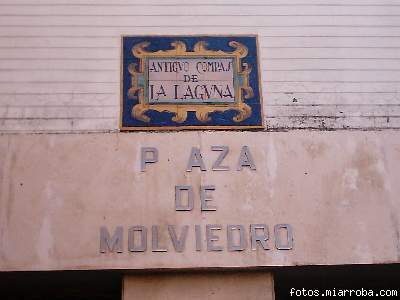 ANTIGVO COMPAS
DE
LA LAGVNA
P AZA
DE
MOLVIEDRO
fotos.miarroba.com